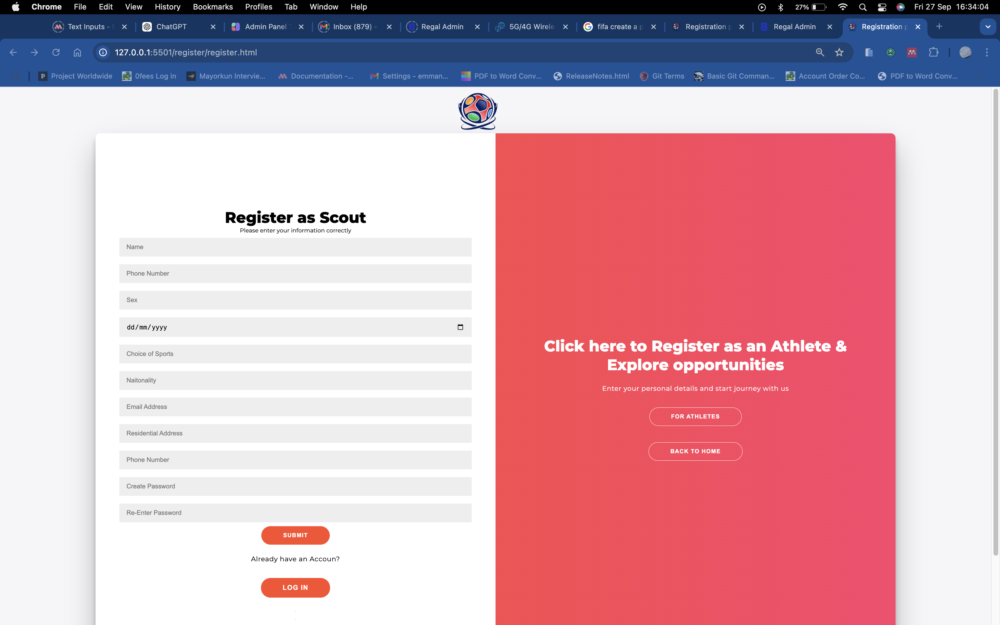 Chrome File Edit View History Bookmarks Profiles Tab Window Help 27% Fri 27 Sep 16:34:04
Text Inputs - ChatGPT Admin Panel Inbox (879) - Regal Admin 5G/4G Wirele fifa create a p Registration p Regal Admin Registration p
127.0.0.1:5501/register/register.html
Project Worldwide 0fees Log in Mayorkun Intervie... Documentation -... Settings - emman... PDF to Word Conv... ReleaseNotes.html Git Terms Basic Git Comman... Account Order Co... PDF to Word Conv...
Register as Scout
Please enter your information correctly
Name
Phone Number
Sex
dd/mm/yyyy
Choice of Sports
Naitonality
Email Address
Residential Address
Phone Number
Create Password
Re-Enter Password
SUBMIT
Already have an Accoun?
LOG IN
Click here to Register as an Athlete &
Explore opportunities
Enter your personal details and start journey with us
FOR ATHLETES
BACK TO HOME